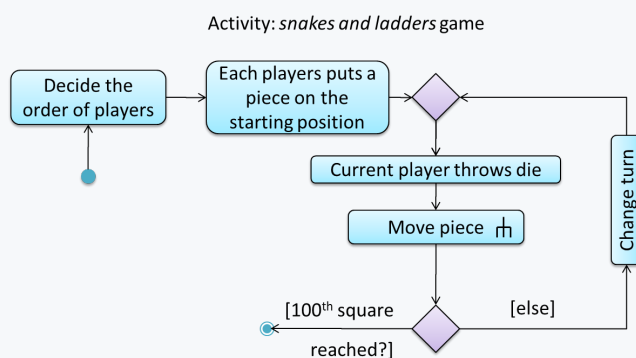 Activity: snakes and ladders game
Decide the
order of players
Each players puts a
piece on the
starting position
Current player throws die
Move piece
Change turn
[100th square
reached?]
[else]